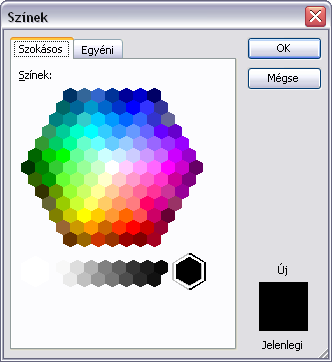 Színek
Szokásos
Egyéni
OK
Mégse
Színek:
Új
Jelenlegi